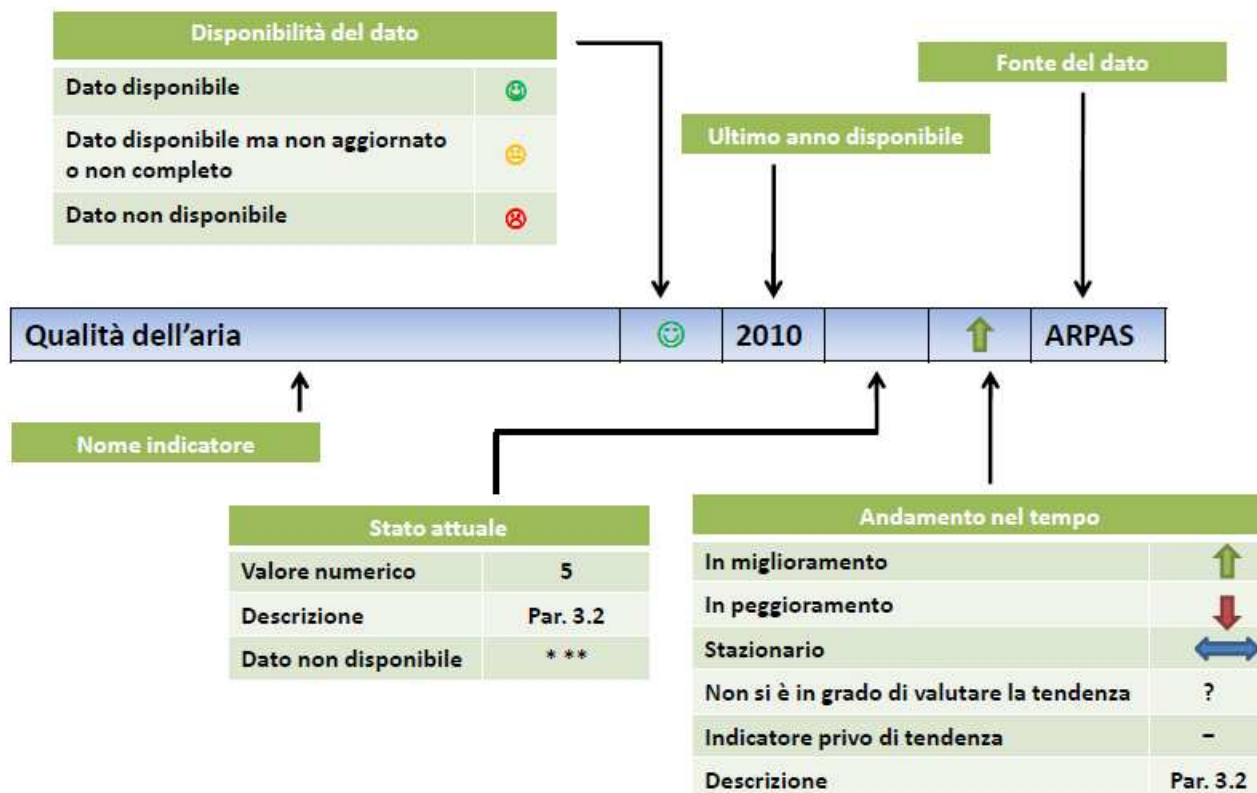 Disponibilità del dato
Dato disponibile
Dato disponibile ma non aggiornato
o non completo
Dato non disponibile
Fonte del dato
Ultimo anno disponibile
Qualità dell'aria 2010 ARPAS
Nome indicatore
Stato attuale
Valore numerico 5
Descrizione Par. 3.2
Dato non disponibile * **
Andamento nel tempo
In miglioramento
In peggioramento
Stazionario
Non si è in grado di valutare la tendenza ?
Indicatore privo di tendenza –
Descrizione Par. 3.2